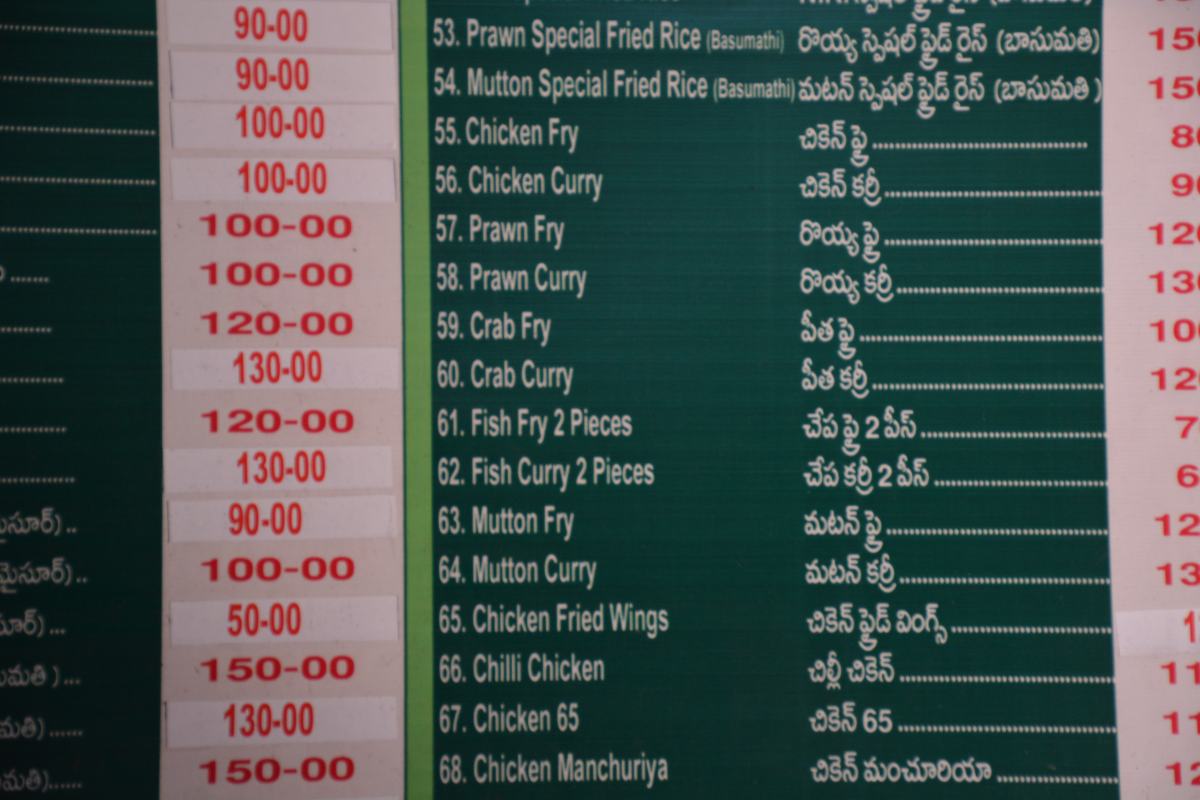 90-00
90-00
100-00
100-00
100-00
100-00
120-00
130-00
120-00
130-00
90-00
మైసూర్) ..
100-00
50-00
150-00
130-00
150-00
53. Prawn Special Fried Rice (Basumathi) రొయ్య స్పెషల్ ఫ్రైడ్ రైస్ (బాసుమతి)
54. Mutton Special Fried Rice (Basumathi) మటన్ స్పెషల్ ఫ్రైడ్ రైస్ (బాసుమతి )
55. Chicken Fry చికెన్ ఫ్రై
56. Chicken Curry చికెన్ కర్రీ
57. Prawn Fry రొయ్య ఫ్రై
58. Prawn Curry రొయ్య కర్రీ
59. Crab Fry పీత ఫ్రై
60. Crab Curry పీత కర్రీ
61. Fish Fry 2 Pieces చేప ఫ్రై 2 పీస్
62. Fish Curry 2 Pieces చేప కర్రీ 2 పీస్
63. Mutton Fry మటన్ ఫ్రై
64. Mutton Curry మటన్ కర్రీ
65. Chicken Fried Wings చికెన్ ఫ్రైడ్ వింగ్స్
66. Chilli Chicken చిల్లీ చికెన్
67. Chicken 65 చికెన్ 65
68. Chicken Manchuriya చికెన్ మంచూరియా